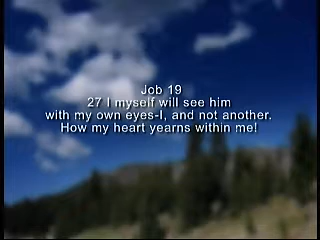 Job 19
27 I myself will see him
with my own eyes-I, and not another.
How my heart yearns within me!